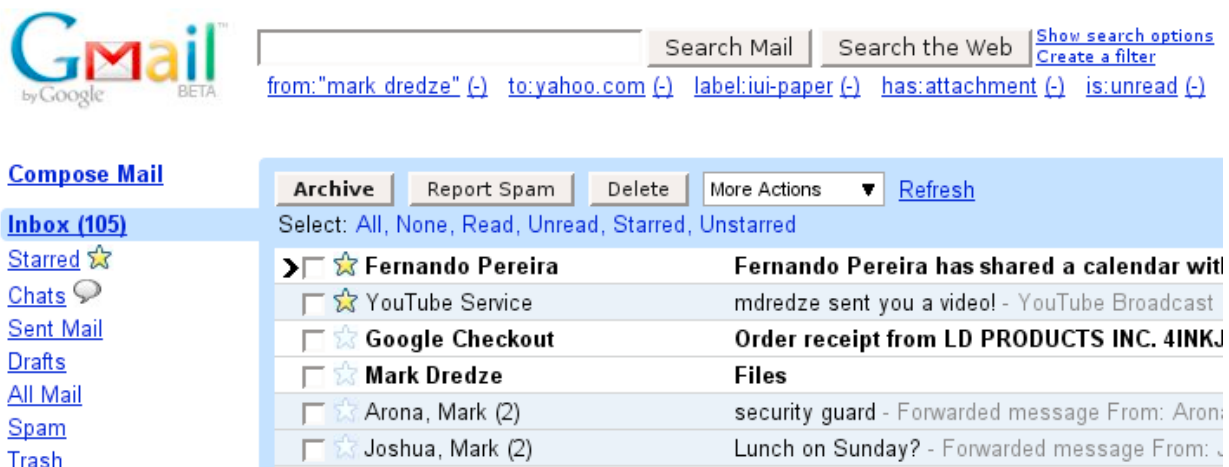 Gmail™
by Google BETA
Search Mail Search the Web Show search options
Create a filter
from:"mark dredze" (-) to:yahoo.com (-) label:iui-paper (-) has:attachment (-) is:unread (-)
Compose Mail
Inbox (105)
Starred
Chats
Sent Mail
Drafts
All Mail
Spam
Trash
Archive Report Spam Delete More Actions Refresh
Select: All, None, Read, Unread, Starred, Unstarred
Fernando Pereira Fernando Pereira has shared a calendar with
YouTube Service mdredze sent you a video! - YouTube Broadcast
Google Checkout Order receipt from LD PRODUCTS INC. 4INKJ
Mark Dredze Files
Arona, Mark (2) security guard - Forwarded message From: Arona
Joshua, Mark (2) Lunch on Sunday? - Forwarded message From: J